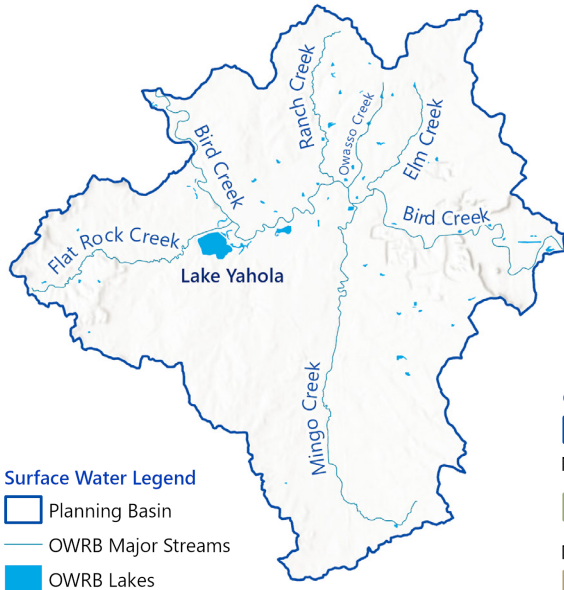 Ranch Creek
Owasso Creek
Elm Creek
Bird Creek
Bird Creek
Flat Rock Creek
Lake Yahola
Mingo Creek
Surface Water Legend
Planning Basin
OWRB Major Streams
OWRB Lakes